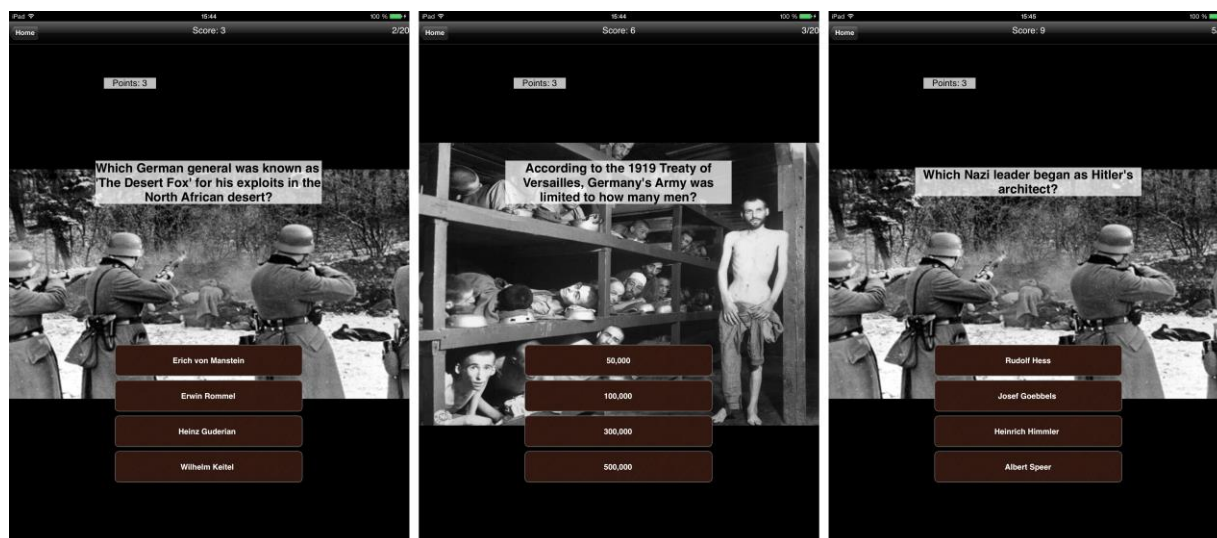 iPad 15:44 100 %
Home Score: 3 2/20
Points: 3
Which German general was known as
'The Desert Fox' for his exploits in the
North African desert?
Erich von Manstein
Erwin Rommel
Heinz Guderian
Wilhelm Keitel
iPad 15:44 100 %
Home Score: 6 3/20
Points: 3
According to the 1919 Treaty of
Versailles, Germany's Army was
limited to how many men?
50,000
100,000
300,000
500,000
iPad 15:45 100 %
Home Score: 9 5
Points: 3
Which Nazi leader began as Hitler's
architect?
Rudolf Hess
Josef Goebbels
Heinrich Himmler
Albert Speer